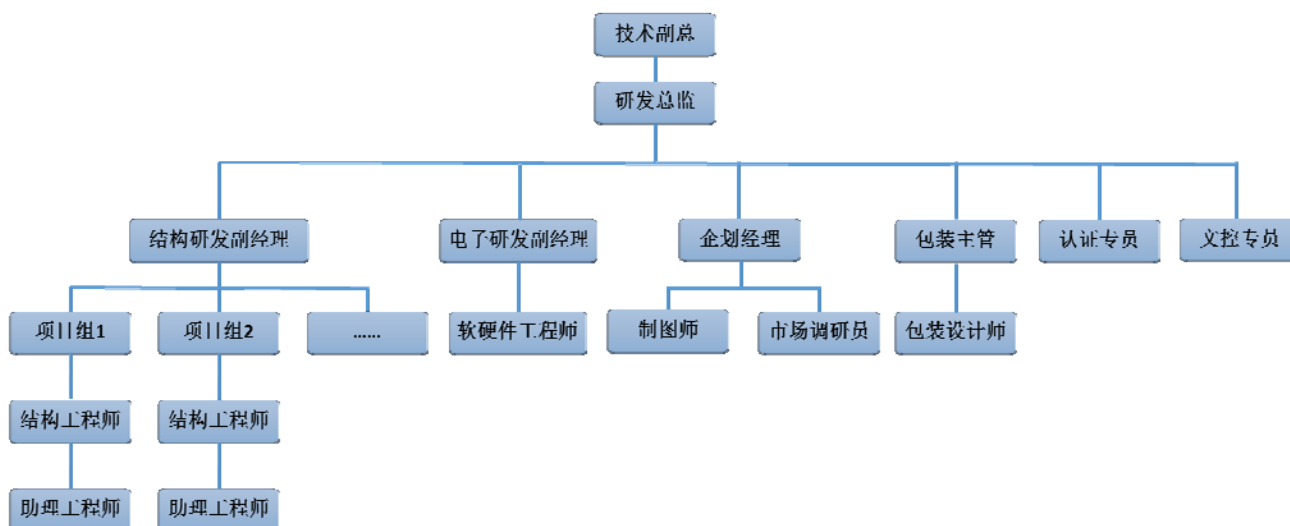 技术副总
研发总监
结构研发副经理
电子研发副经理
企划经理
包装主管
认证专员
文控专员
项目组1
项目组2
......
软硬件工程师
制图师
市场调研员
包装设计师
结构工程师
结构工程师
助理工程师
助理工程师